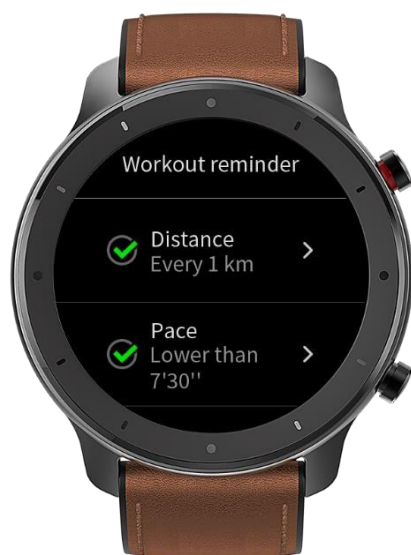 Workout reminder
Distance
Every 1 km
Pace
Lower than
7'30''